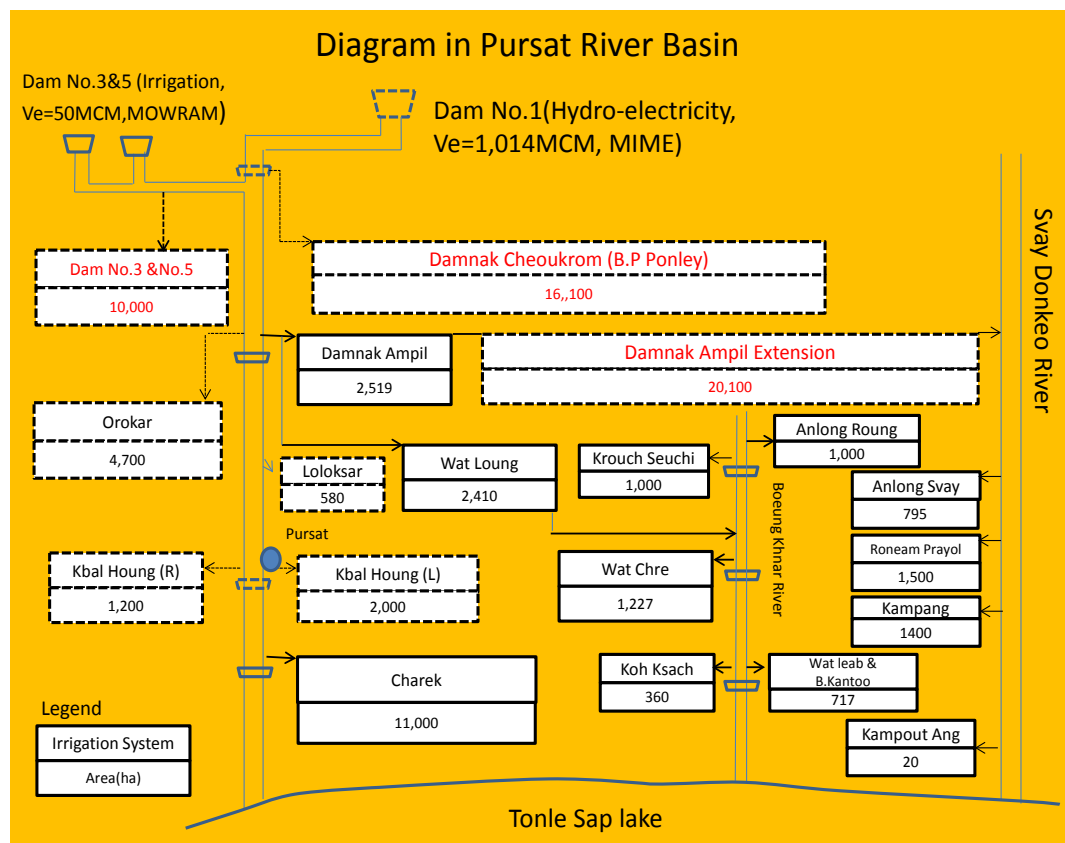 Diagram in Pursat River Basin
Dam No.3&5 (Irrigation,
Ve=50MCM,MOWRAM)
Dam No.1(Hydro-electricity,
Ve=1,014MCM, MIME)
Svay Donkeo River
Dam No.3 &No.5
10,000
Damnak Cheoukrom (B.P Ponley)
16,,100
Damnak Ampil
2,519
Damnak Ampil Extension
20,100
Orokar
4,700
Loloksar
580
Wat Loung
2,410
Krouch Seuchi
1,000
Anlong Roung
1,000
Boeung Khnar River
Anlong Svay
795
Pursat
Roneam Prayol
1,500
Kbal Houng (R)
1,200
Kbal Houng (L)
2,000
Wat Chre
1,227
Kampang
1400
Charek
11,000
Koh Ksach
360
Wat leab &
B.Kantoo
717
Kampout Ang
20
Legend
Irrigation System
Area(ha)
Tonle Sap lake